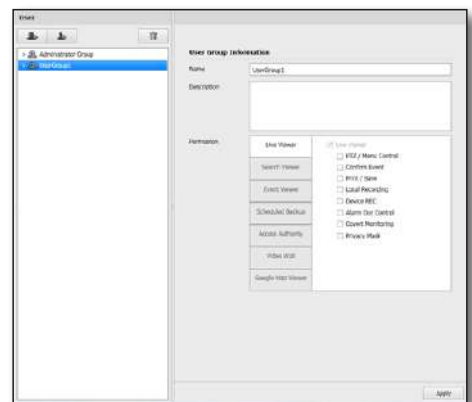 User
Administrator Group
UserGroup1
User Group Information
Name
UserGroup1
Description
Permission
Live Viewer
Search Viewer
Event Viewer
Scheduled Backup
Access Authority
Video Wall
Google Map Viewer
Live Viewer
PTZ / Menu Control
Confirm Event
Print / Save
Local Recording
Device REC
Alarm Out Control
Covert Monitoring
Privacy Mask
Apply